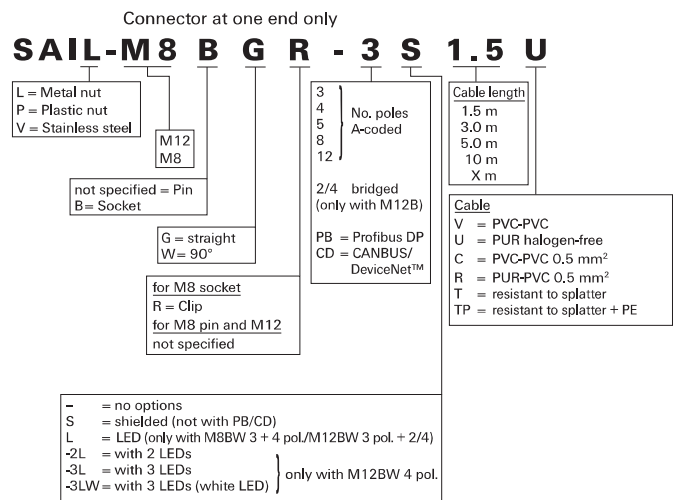 Connector at one end only
SAIL-M8 B G R - 3 S 1.5 U
L = Metal nut
P = Plastic nut
V = Stainless steel
M12
M8
not specified = Pin
B= Socket
G = straight
W= 90°
for M8 socket
R = Clip
for M8 pin and M12
not specified
3
4
5
8
12
No. poles
A-coded
2/4 bridged
(only with M12B)
PB = Profibus DP
CD = CANBUS/
DeviceNet™
Cable length
1.5 m
3.0 m
5.0 m
10 m
X m
Cable
V = PVC-PVC
U = PUR halogen-free
C = PVC-PVC 0.5 mm²
R = PUR-PVC 0.5 mm²
T = resistant to splatter
TP = resistant to splatter + PE
– = no options
S = shielded (not with PB/CD)
L = LED (only with M8BW 3 + 4 pol./M12BW 3 pol. + 2/4)
-2L = with 2 LEDs
-3L = with 3 LEDs
-3LW = with 3 LEDs (white LED)
only with M12BW 4 pol.